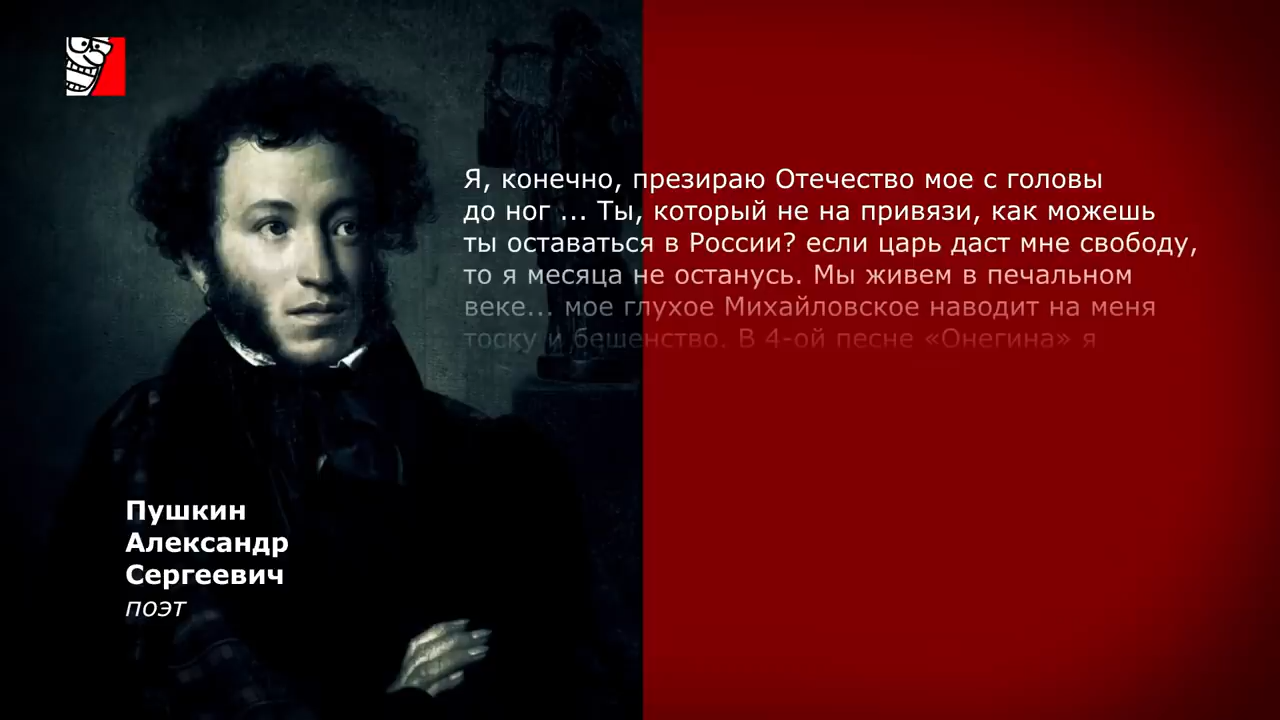 Я, конечно, презираю Отечество мое с головы
до ног ... Ты, который не на привязи, как можешь
ты оставаться в России? если царь даст мне свободу,
то я месяца не останусь. Мы живем в печальном
веке... мое глухое Михайловское наводит на меня
тоску и бешенство. В 4-ой песне «Онегина» я
Пушкин
Александр
Сергеевич
поэт